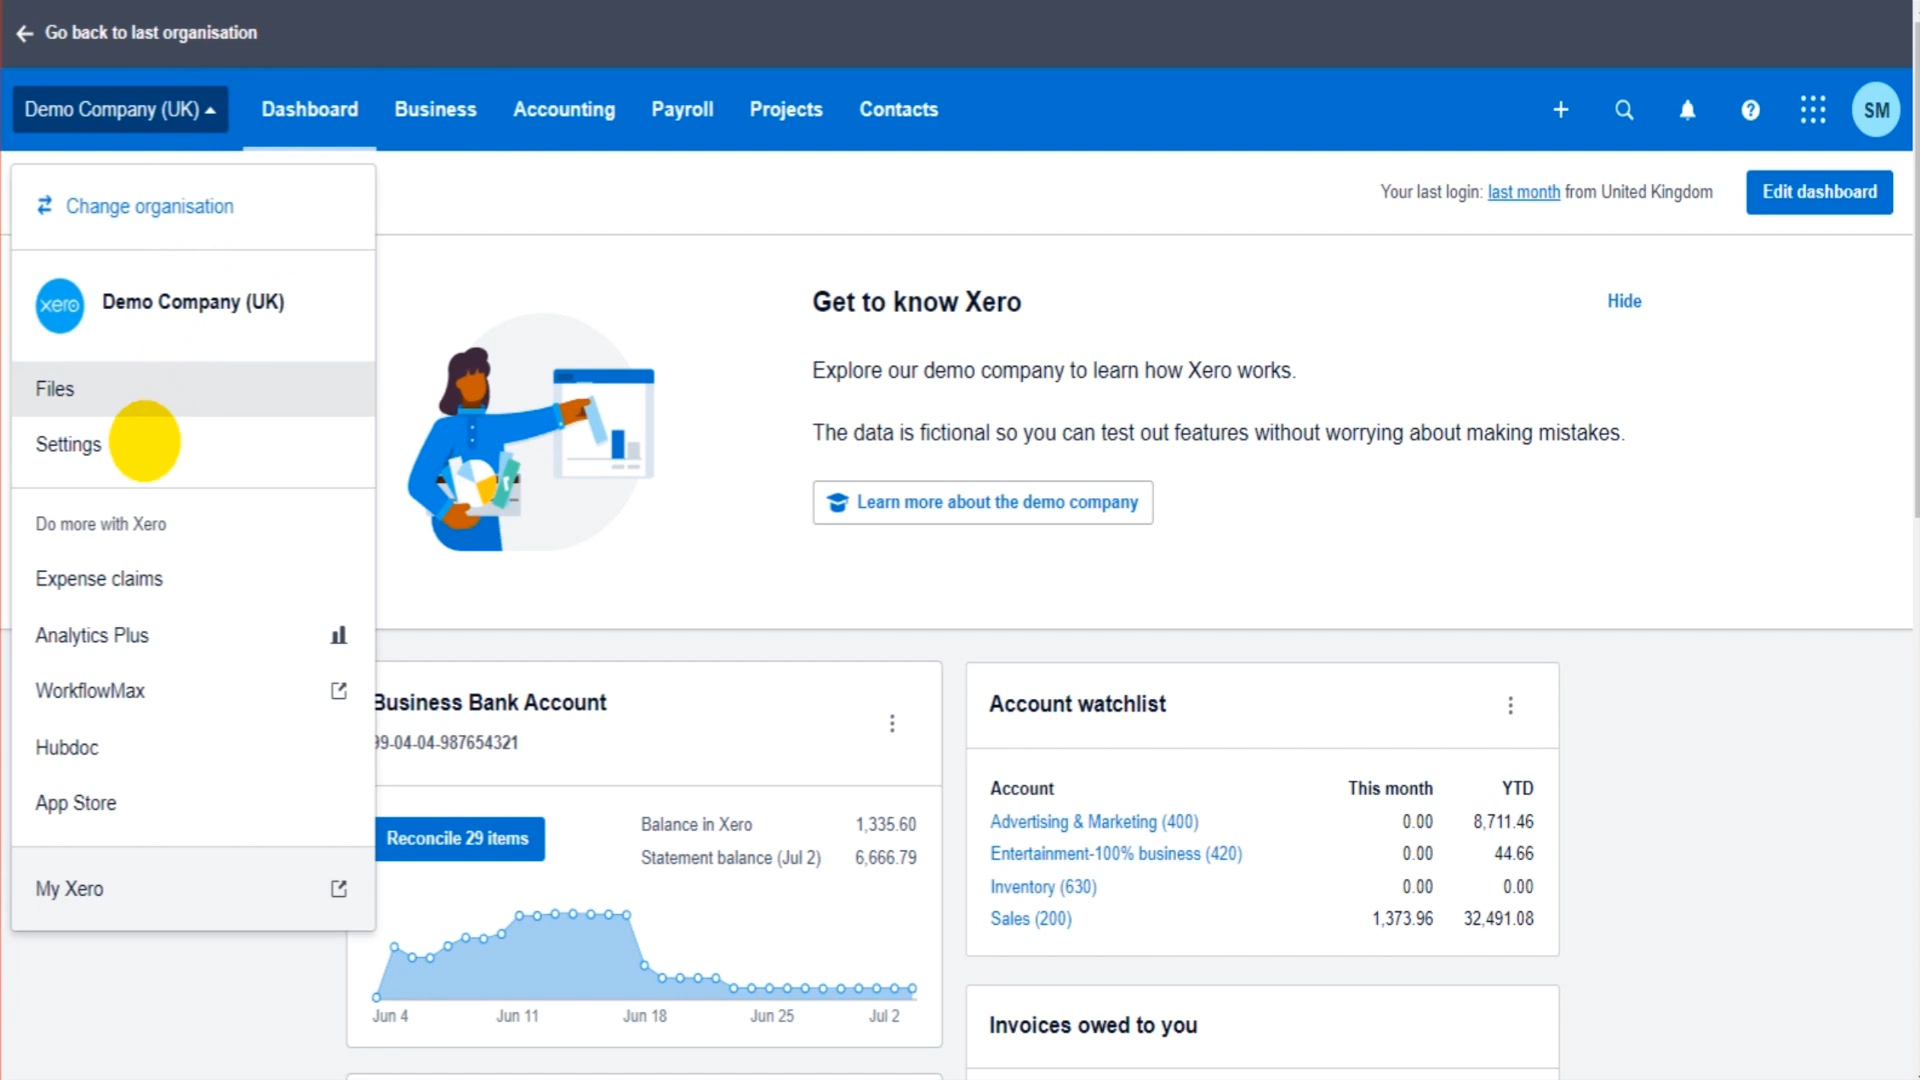 Go back to last organisation
Demo Company (UK)
Dashboard
Business
Accounting
Payroll
Projects
Contacts
SM
Change organisation
Your last login: last month from United Kingdom
Edit dashboard
xero
Demo Company (UK)
Files
Settings
Do more with Xero
Expense claims
Analytics Plus
WorkflowMax
Hubdoc
App Store
My Xero
Get to know Xero
Hide
Explore our demo company to learn how Xero works.
The data is fictional so you can test out features without worrying about making mistakes.
Learn more about the demo company
Business Bank Account
99-04-04-987654321
Reconcile 29 items
Balance in Xero 1,335.60
Statement balance (Jul 2) 6,666.79
Jun 4 Jun 11 Jun 18 Jun 25 Jul 2
Account watchlist
Account This month YTD
Advertising & Marketing (400) 0.00 8,711.46
Entertainment-100% business (420) 0.00 44.66
Inventory (630) 0.00 0.00
Sales (200) 1,373.96 32,491.08
Invoices owed to you